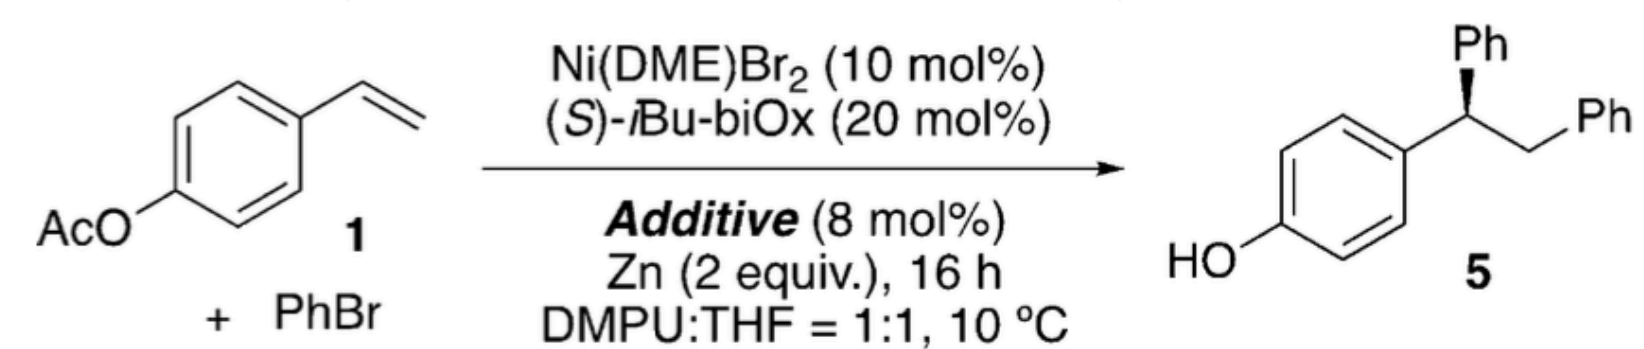 Ni(DME)Br₂ (10 mol%)
(S)-iBu-biOx (20 mol%)
Additive (8 mol%)
Zn (2 equiv.), 16 h
DMPU:THF = 1:1, 10 ºC
AcO
1
+ PhBr
Ph
Ph
HO
5